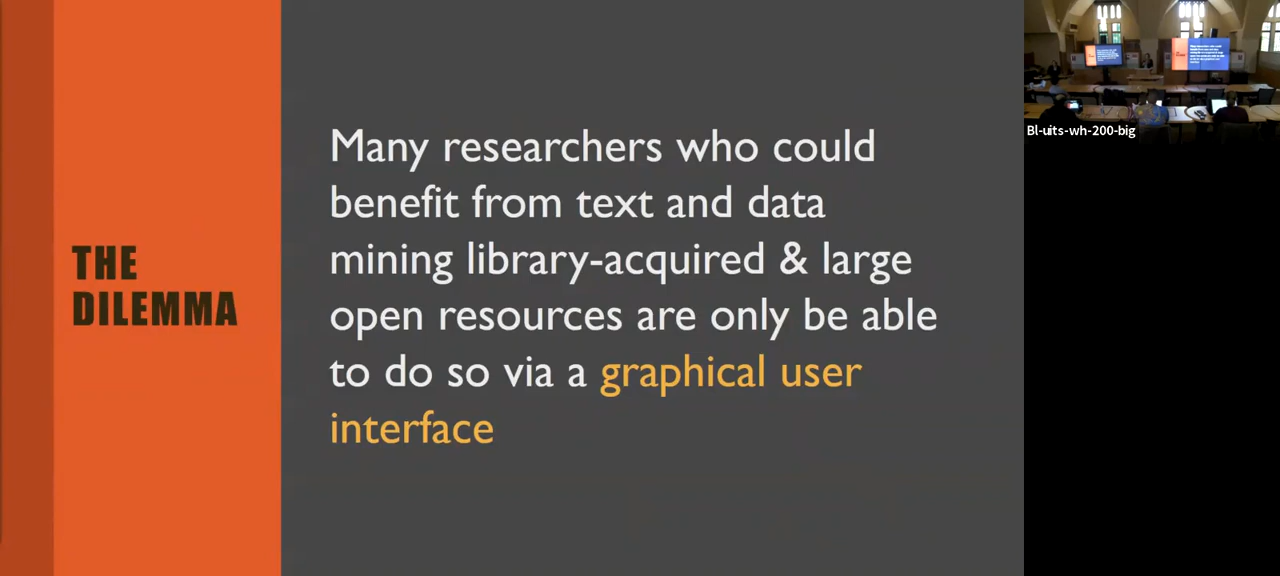 THE
DILEMMA
Many researchers who could
benefit from text and data
mining library-acquired & large
open resources are only be able
to do so via a graphical user
interface
Bl-uits-wh-200-big